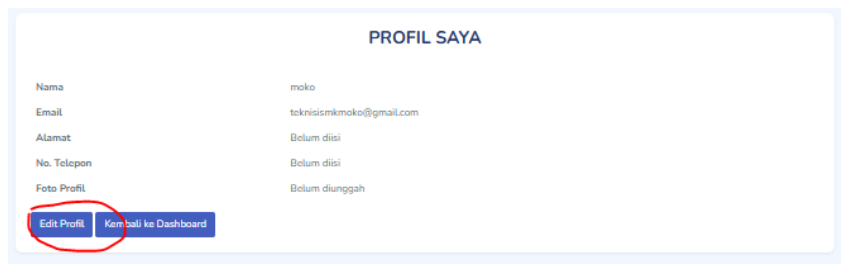 PROFIL SAYA
Nama moko
Email teknisismkmoko@gmail.com
Alamat Belum diisi
No. Telepon Belum diisi
Foto Profil Belum diunggah
Edit Profil Kembali ke Dashboard